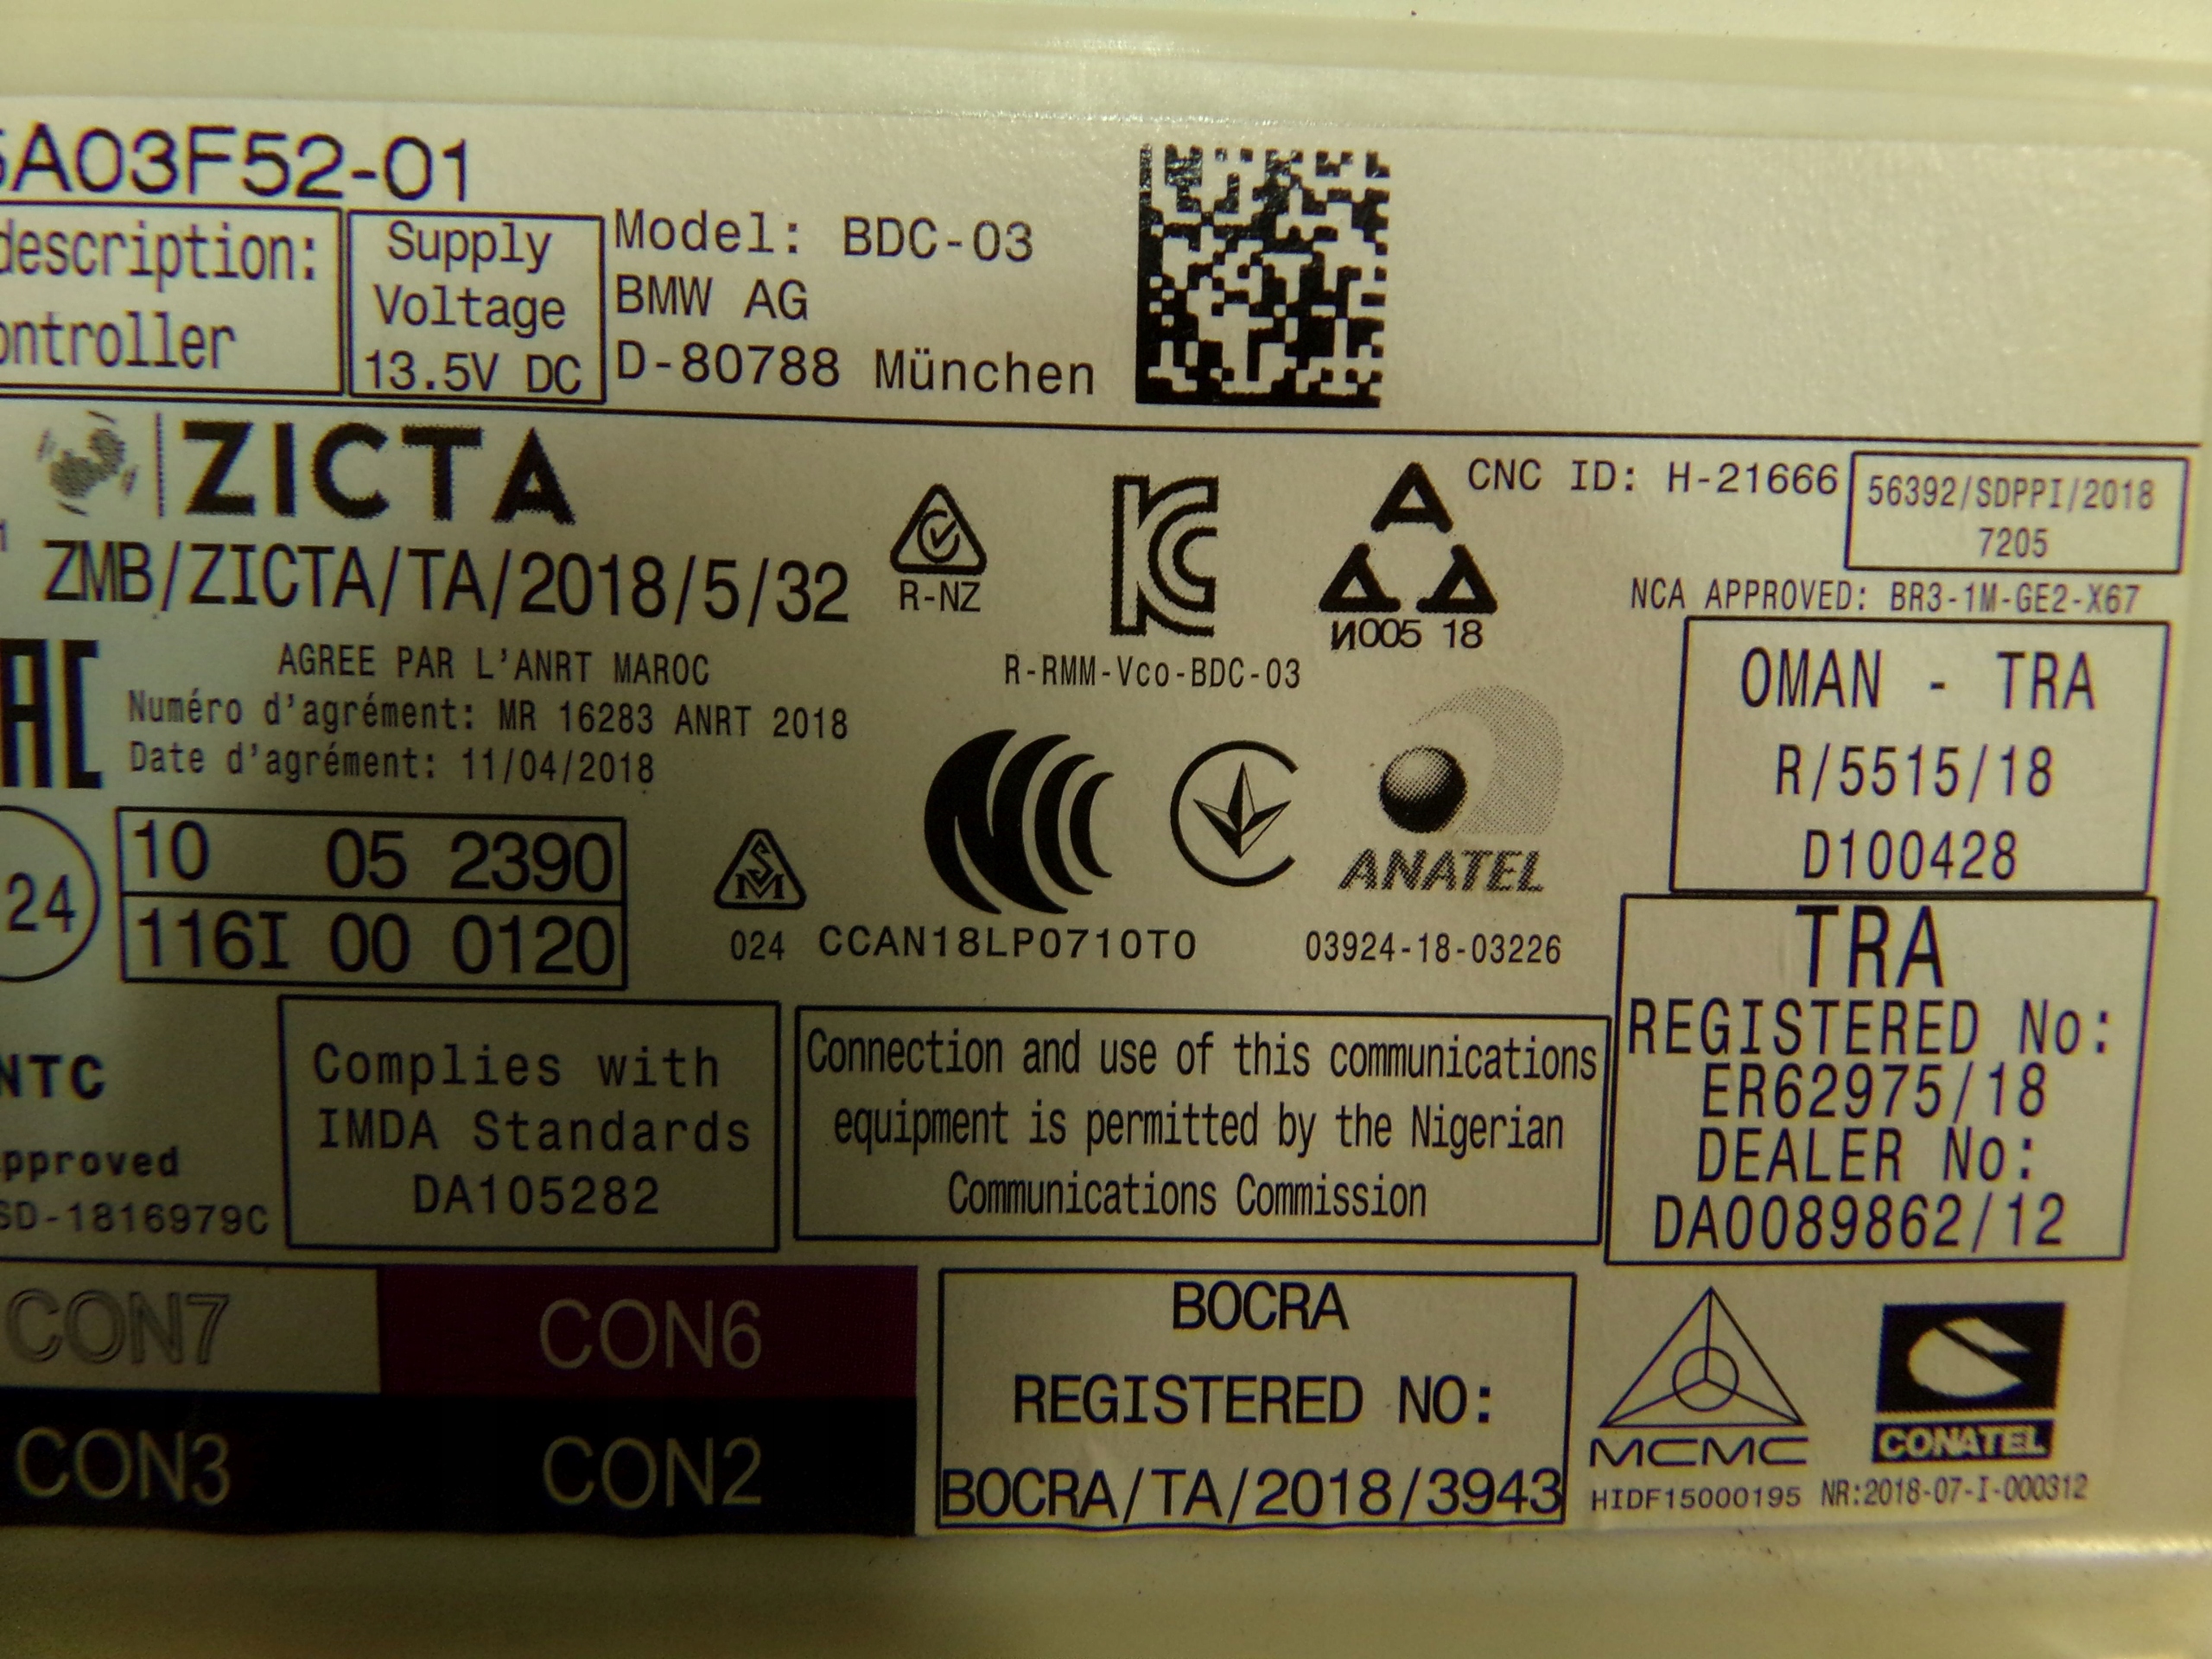 5A03F52-01
description:
ontroller
Supply
Voltage
13.5V DC
Model: BDC-03
BMW AG
D-80788 München
ZICTA
ZMB/ZICTA/TA/2018/5/32
R-NZ
R-RMM-Vco-BDC-03
И005 18
CNC ID: H-21666
56392/SDPPI/2018
7205
NCA APPROVED: BR3-1M-GE2-X67
AGREE PAR L'ANRT MAROC
Numéro d'agrément: MR 16283 ANRT 2018
Date d'agrément: 11/04/2018
OMAN - TRA
R/5515/18
D100428
24
10 05 2390
116I 00 0120
024
CCAN18LP0710T0
ANATEL
03924-18-03226
TRA
REGISTERED No:
ER62975/18
DEALER No:
DA0089862/12
NTC
pproved
SD-1816979C
Complies with
IMDA Standards
DA105282
Connection and use of this communications
equipment is permitted by the Nigerian
Communications Commission
CON7
CON6
CON3
CON2
BOCRA
REGISTERED NO:
BOCRA/TA/2018/3943
MCMC
HIDF15000195
CONATEL
NR:2018-07-I-000312